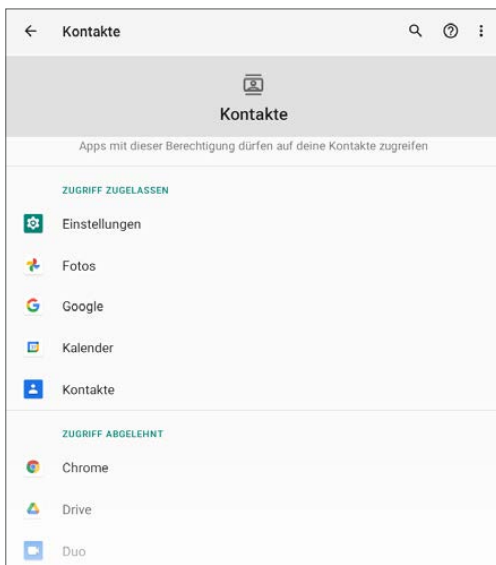 Kontakte
Kontakte
Apps mit dieser Berechtigung dürfen auf deine Kontakte zugreifen
ZUGRIFF ZUGELASSEN
Einstellungen
Fotos
Google
Kalender
Kontakte
ZUGRIFF ABGELEHNT
Chrome
Drive
Duo